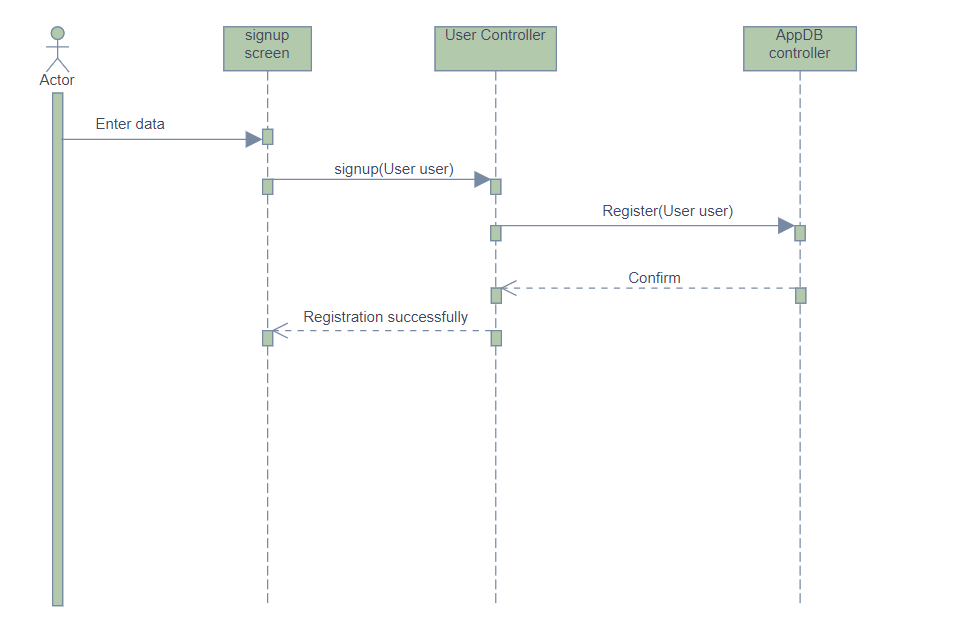 signup
screen
User Controller
AppDB
controller
Actor
Enter data
signup(User user)
Register(User user)
Confirm
Registration successfully